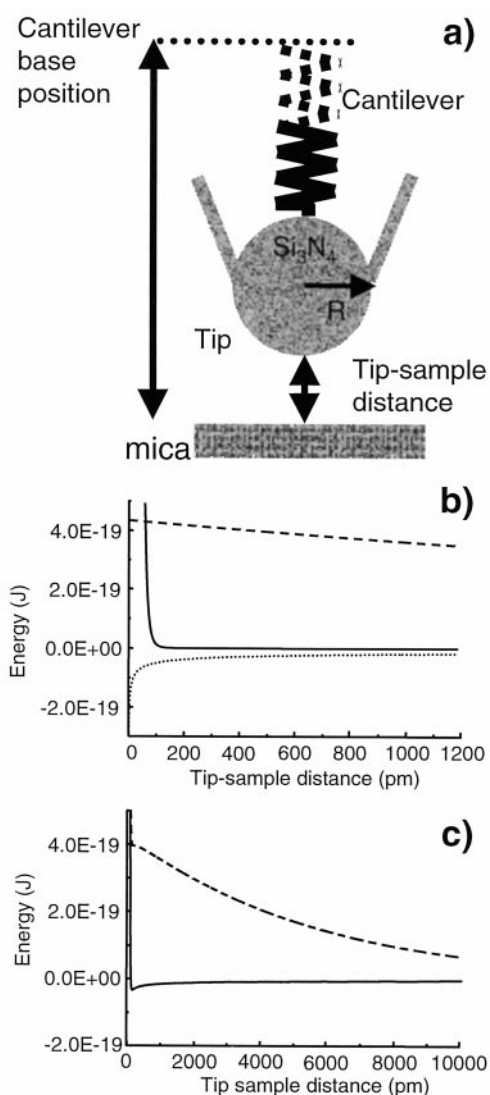 Cantilever
base
position
a)
Cantilever
Si3N4
R
Tip
Tip-sample
distance
mica
b)
4.0E-19
2.0E-19
0.0E+00
-2.0E-19
Energy (J)
0 200 400 600 800 1000 1200
Tip-sample distance (pm)
c)
4.0E-19
2.0E-19
0.0E+00
-2.0E-19
Energy (J)
0 2000 4000 6000 8000 10000
Tip sample distance (pm)